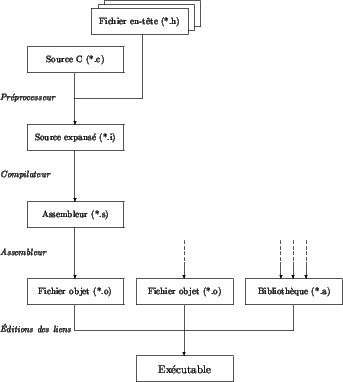 Fichier en-tête (*.h)
Source C (*.c)
Préprocesseur
Source expansé (*.i)
Compilateur
Assembleur (*.s)
Assembleur
Fichier objet (*.o) Fichier objet (*.o) Bibliothèque (*.a)
Éditions des liens
Exécutable